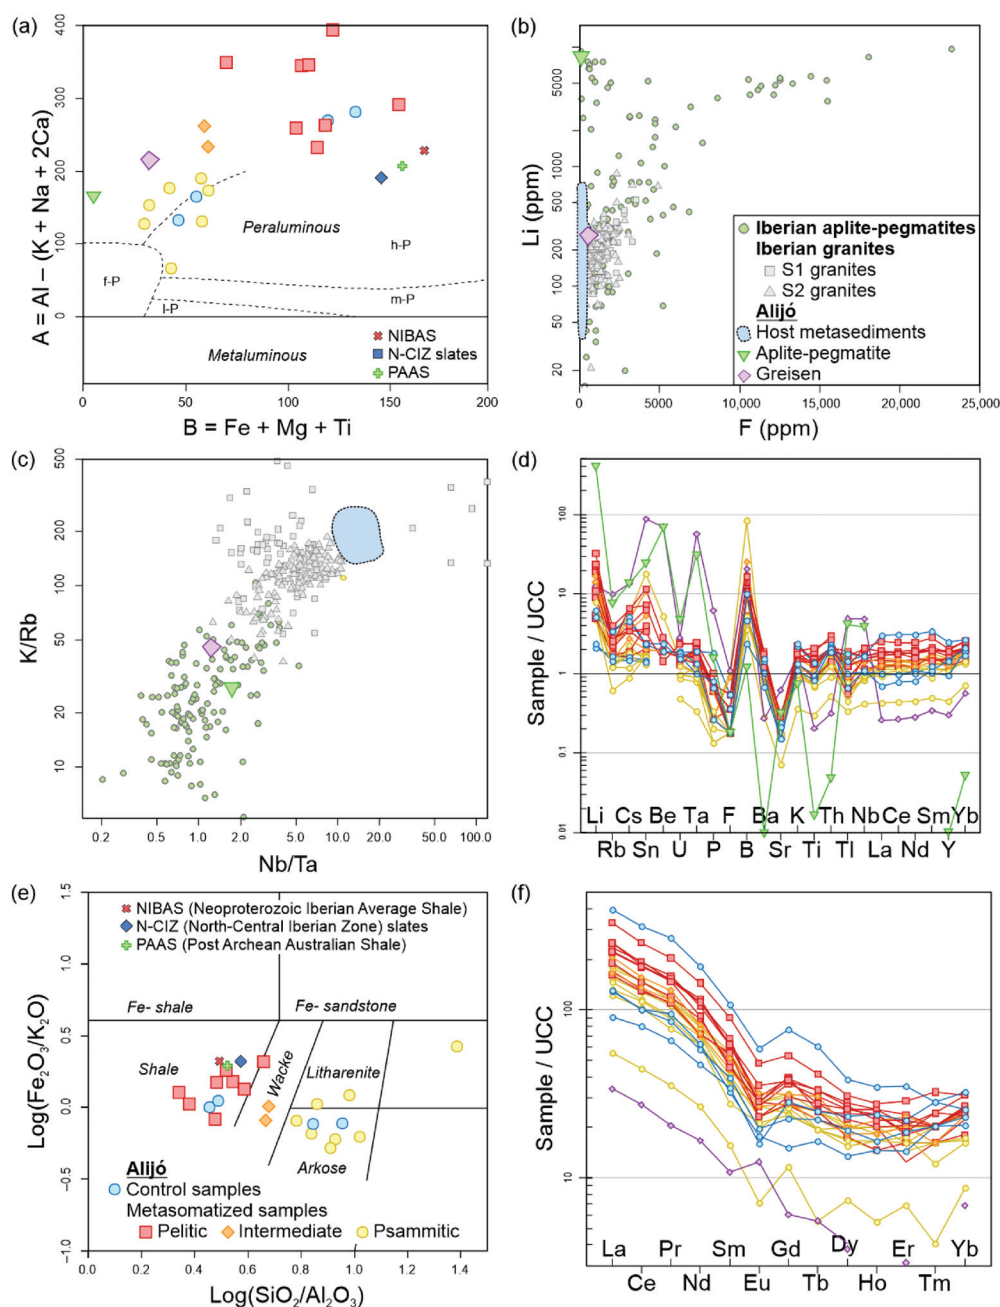 (a)
400
300
200
100
0
A = Al – (K + Na + 2Ca)
Peraluminous
h-P
f-P
l-P
m-P
Metaluminous
NIBAS
N-CIZ slates
PAAS
0
50
100
150
200
B = Fe + Mg + Ti
(b)
5000
2000
1000
500
200
100
50
20
Li (ppm)
Iberian aplite-pegmatites
Iberian granites
S1 granites
S2 granites
Alijó
Host metasediments
Aplite-pegmatite
Greisen
0
5000
10,000
15,000
20,000
25,000
F (ppm)
(c)
500
200
100
50
20
10
K/Rb
0.2
0.5
1.0
2.0
5.0
10.0
20.0
50.0
100.0
Nb/Ta
(d)
100
10
1
0.1
0.01
Sample / UCC
Li Cs Be Ta F Ba K Th Nb Ce Sm Yb
Rb Sn U P B Sr Ti Tl La Nd Y
(e)
1.5
1.0
0.5
0.0
-0.5
-1.0
Log(Fe2O3/K2O)
NIBAS (Neoproterozoic Iberian Average Shale)
N-CIZ (North-Central Iberian Zone) slates
PAAS (Post Archean Australian Shale)
Fe- shale
Fe- sandstone
Shale
Wacke
Litharenite
Arkose
Alijó
Control samples
Metasomatized samples
Pelitic
Intermediate
Psammitic
0.0
0.2
0.4
0.6
0.8
1.0
1.2
1.4
Log(SiO2/Al2O3)
(f)
100
10
Sample / UCC
La Pr Sm Gd Dy Er Yb
Ce Nd Eu Tb Ho Tm